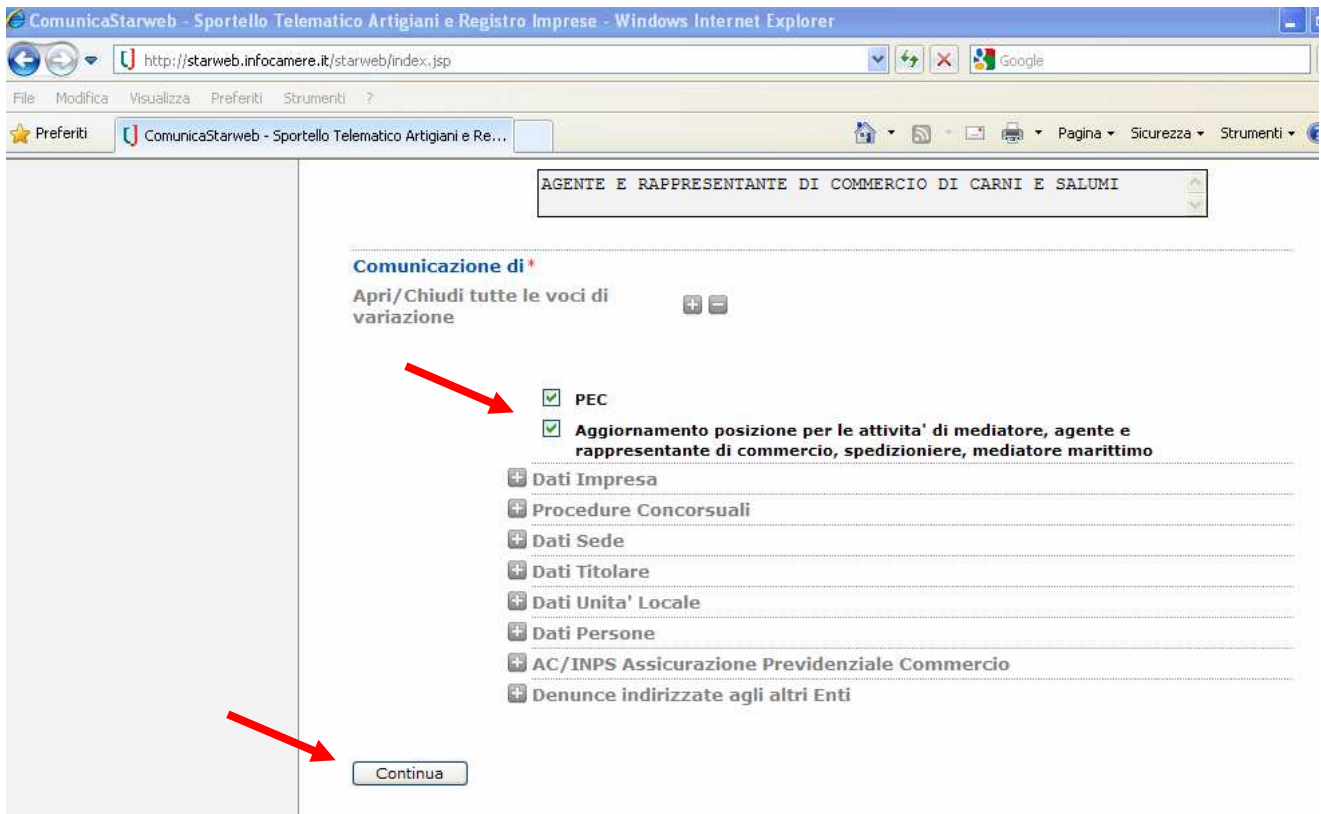 ComunicaStarweb - Sportello Telematico Artigiani e Registro Imprese - Windows Internet Explorer
http://starweb.infocamere.it/starweb/index.jsp
Google
File Modifica Visualizza Preferiti Strumenti ?
Preferiti
ComunicaStarweb - Sportello Telematico Artigiani e Re...
Pagina Sicurezza Strumenti
AGENTE E RAPPRESENTANTE DI COMMERCIO DI CARNI E SALUMI
Comunicazione di *
Apri/Chiudi tutte le voci di
variazione
PEC
Aggiornamento posizione per le attivita' di mediatore, agente e
rappresentante di commercio, spedizioniere, mediatore marittimo
Dati Impresa
Procedure Concorsuali
Dati Sede
Dati Titolare
Dati Unita' Locale
Dati Persone
AC/INPS Assicurazione Previdenziale Commercio
Denunce indirizzate agli altri Enti
Continua